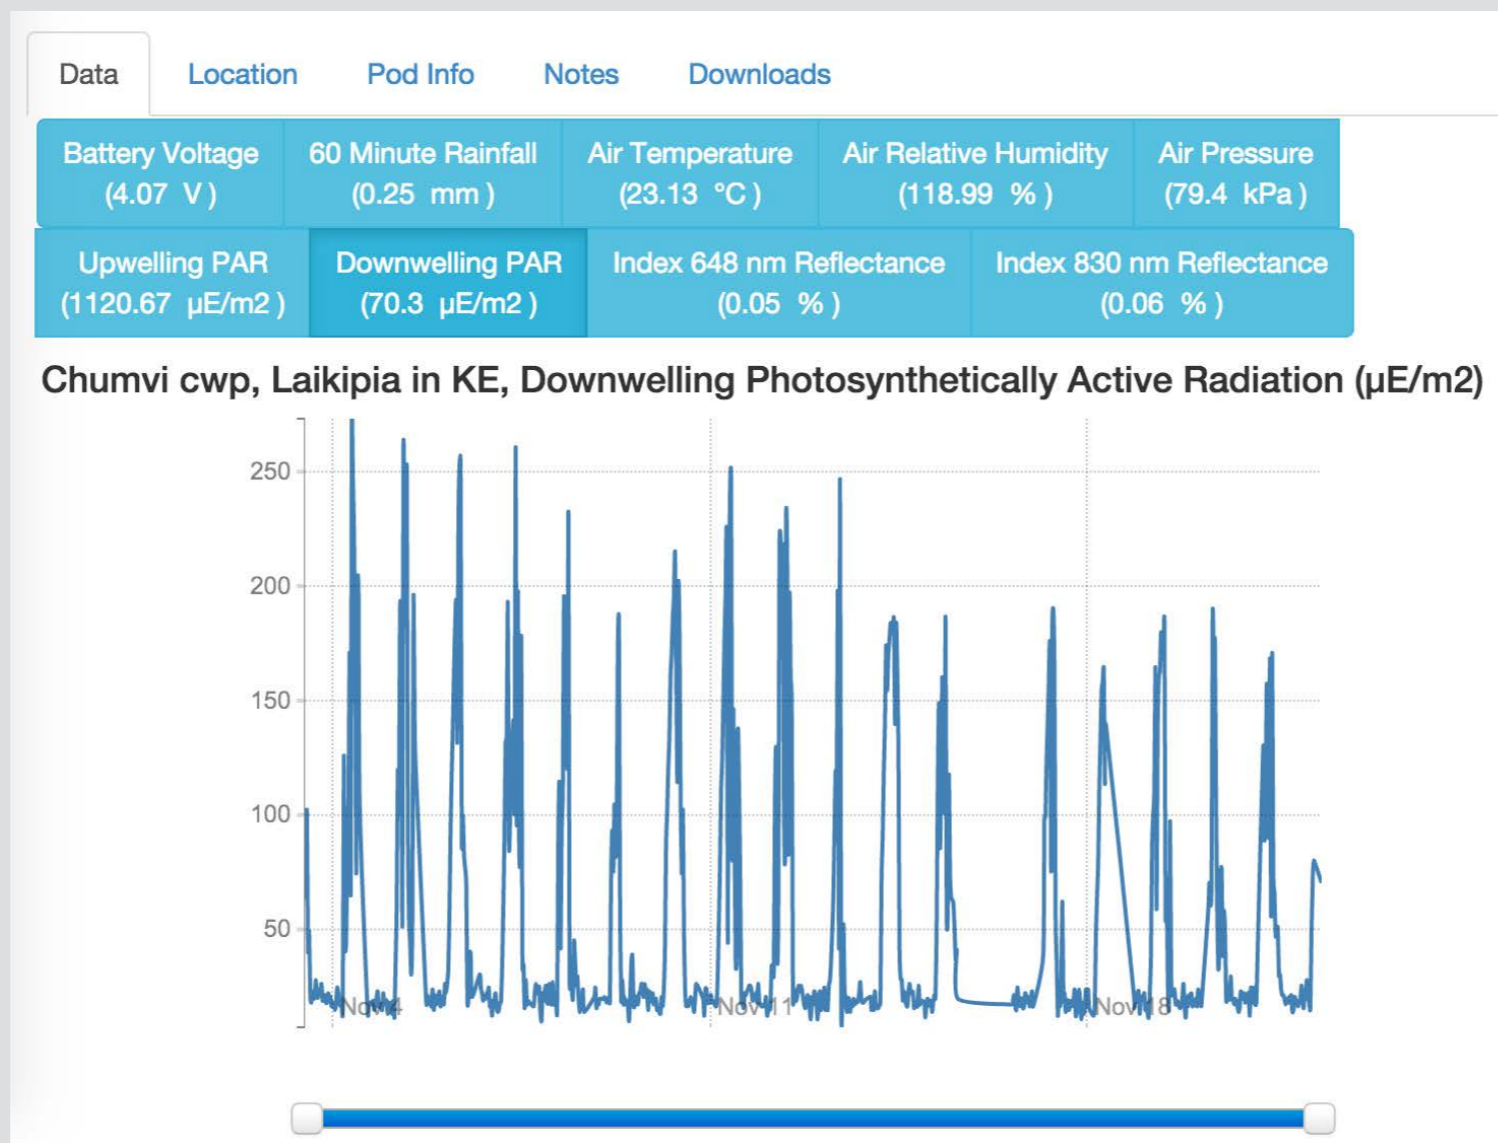 Data Location Pod Info Notes Downloads
Battery Voltage 60 Minute Rainfall Air Temperature Air Relative Humidity Air Pressure
(4.07 V ) (0.25 mm ) (23.13 °C ) (118.99 % ) (79.4 kPa )
Upwelling PAR Downwelling PAR Index 648 nm Reflectance Index 830 nm Reflectance
(1120.67 µE/m2 ) (70.3 µE/m2 ) (0.05 % ) (0.06 % )
Chumvi cwp, Laikipia in KE, Downwelling Photosynthetically Active Radiation (µE/m2)
250
200
150
100
50
Nov 4 Nov 11 Nov 18